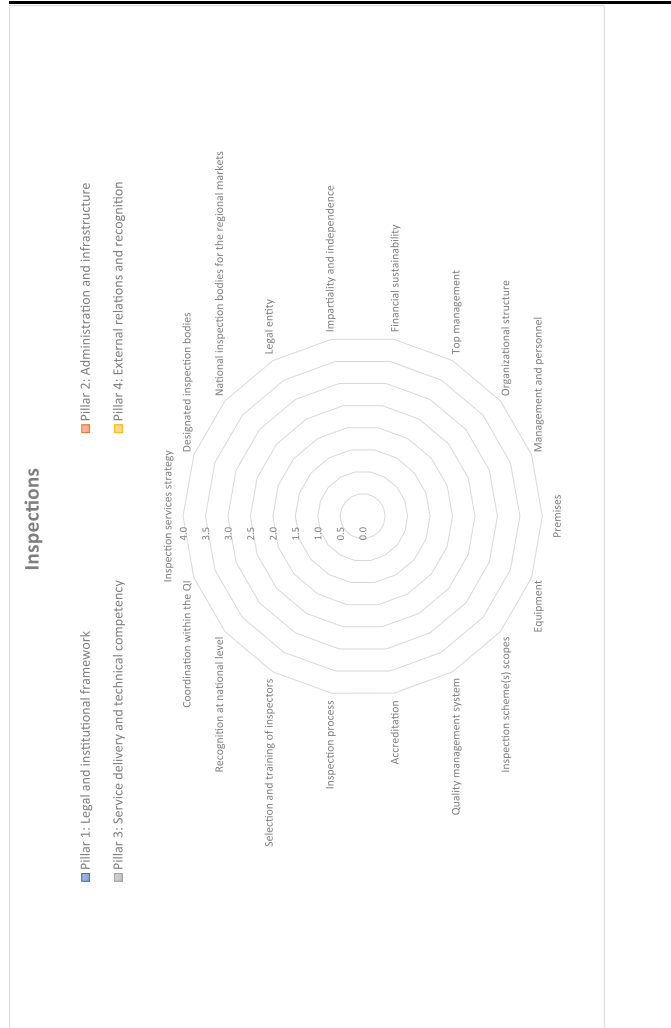 Inspections
Pillar 1: Legal and institutional framework
Pillar 2: Administration and infrastructure
Pillar 3: Service delivery and technical competency
Pillar 4: External relations and recognition
Inspection services strategy
Designated inspection bodies
National inspection bodies for the regional markets
Legal entity
Impartiality and independence
Financial sustainability
Top management
Organizational structure
Management and personnel
Premises
Equipment
Inspection scheme(s) scopes
Quality management system
Accreditation
Inspection process
Selection and training of inspectors
Recognition at national level
Coordination within the QI
4.0
3.5
3.0
2.5
2.0
1.5
1.0
0.5
0.0